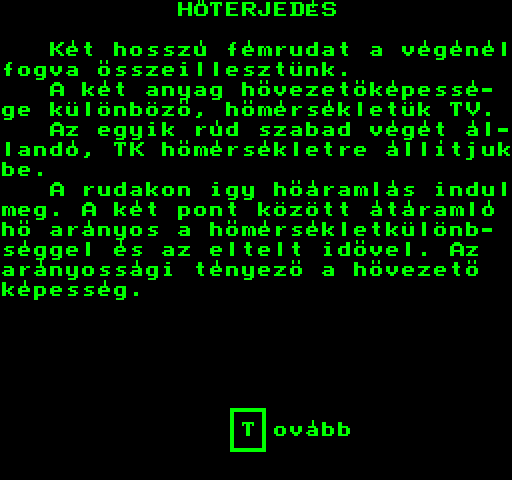 HŐTERJEDÉS
Két hosszú fémrudat a végénél
fogva összeillesztünk.
A két anyag hővezetőképessé-
ge különböző, hőmérsékletük TV.
Az egyik rúd szabad végét ál-
landó, TK hőmérsékletre állitjuk
be.
A rudakon igy hőáramlás indul
meg. A két pont között átáramló
hő arányos a hőmérsékletkülönb-
séggel és az eltelt idővel. Az
arányossági tényező a hővezető
képesség.
Tovább